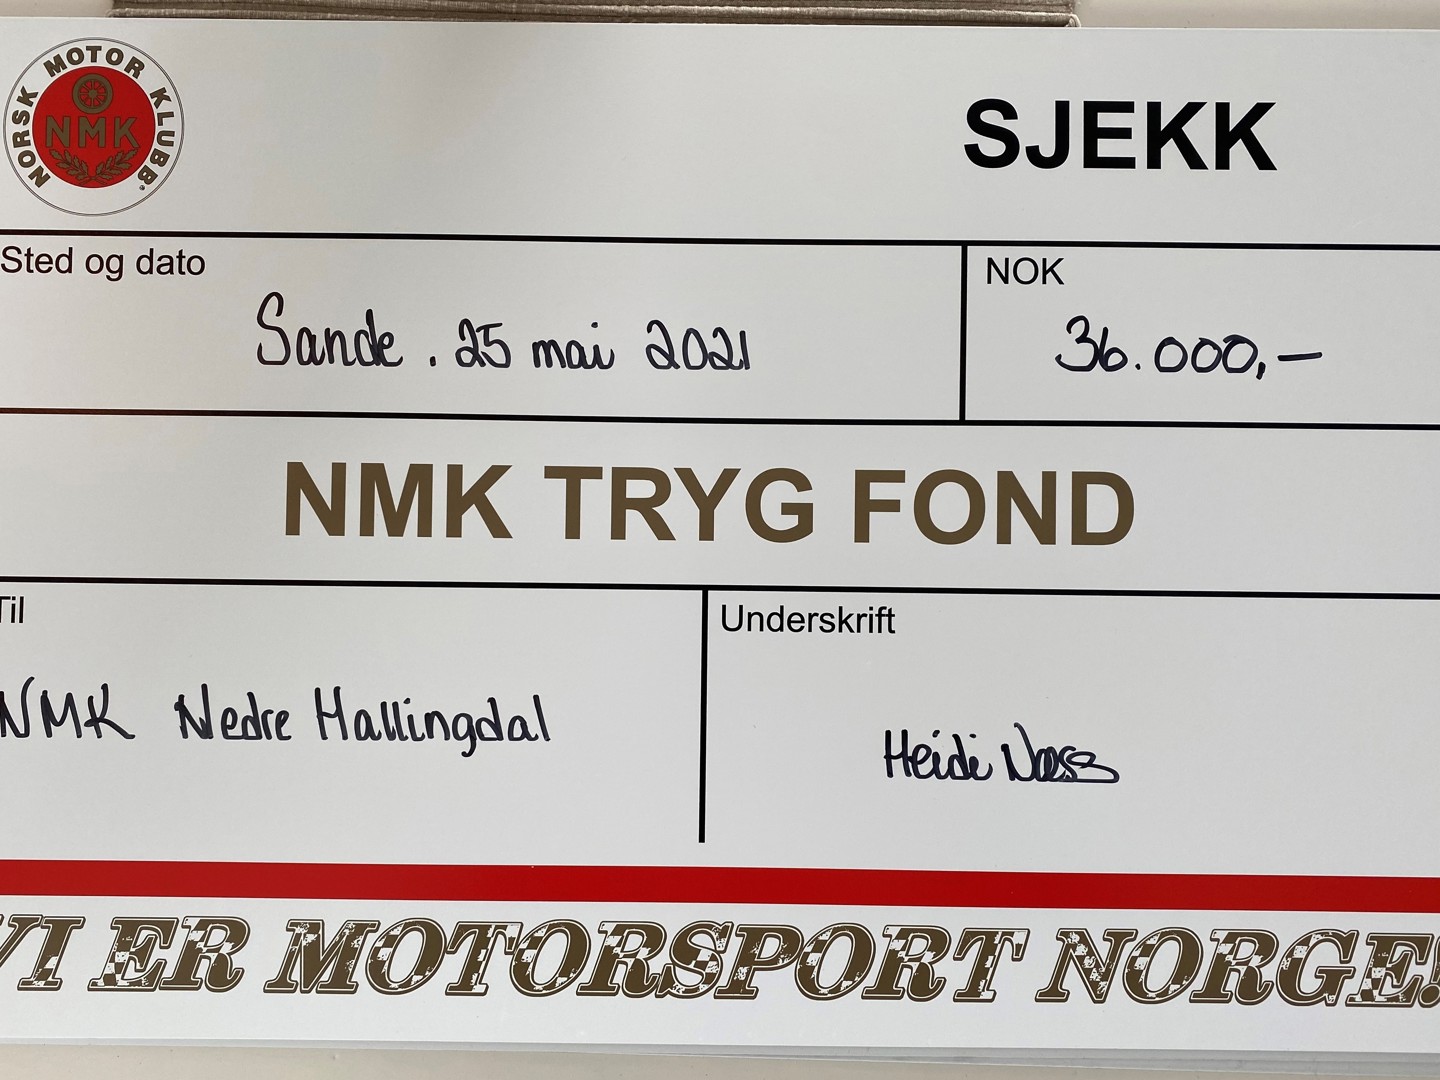 NORSK MOTOR KLUBB
NMK
SJEKK
Sted og dato
NOK
Sande. 25 mai 2021
36.000,-
NMK TRYG FOND
Til
Underskrift
NMK Nedre Hallingdal
Heidi Næss
VI ER MOTORSPORT NORGE!